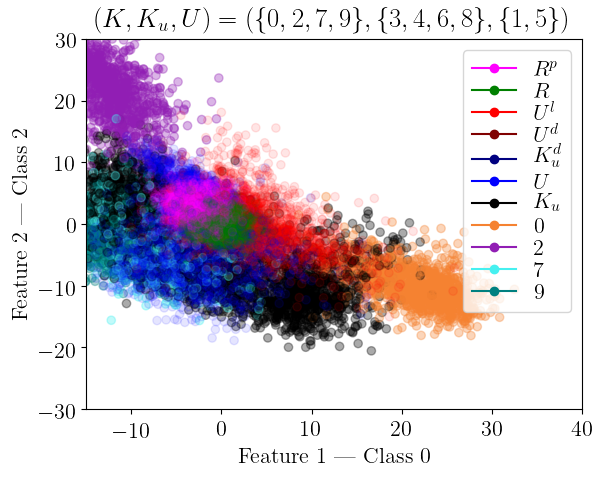 (K, K_u, U) = ({0, 2, 7, 9}, {3, 4, 6, 8}, {1, 5})
30
20
10
0
−10
−20
−30
Feature 2 — Class 2
R^p
R
U^l
U^d
K_u^d
U
K_u
0
2
7
9
−10
0
10
20
30
40
Feature 1 — Class 0